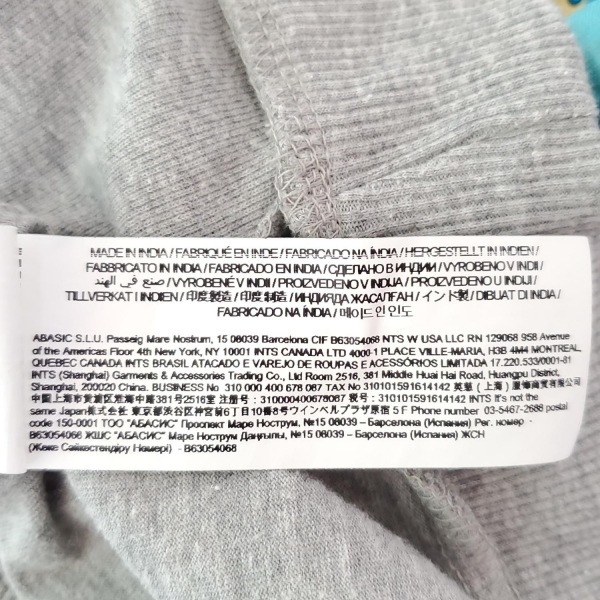 MADE IN INDIA / FABRIQUÉ EN INDE / FABRICADO NA ÍNDIA / HERGESTELLT IN INDIEN /
FABBRICATO IN INDIA / FABRICADO EN INDIA / СДЕЛАНО В ИНДИИ / VYROBENO V INDII /
صنع في الهند / VYROBENÉ V INDII / PROIZVEDENO V INDIJA / PROIZVEDENO U INDIJI /
TILLVERKAT I INDIEN / 印度製造 / 印度制造 / ИНДИЯДА ЖАСАЛҒАН / インド製 / DIBUAT DI INDIA /
FABRICADO NA ÍNDIA / 메이드인인도
ABASIC S.L.U. Passeig Mare Nostrum, 15 08039 Barcelona CIF B63054068 NTS W USA LLC RN 129068 958 Avenue
of the Americas Floor 4th New York, NY 10001 INTS CANADA LTD 4000-1 PLACE VILLE-MARIA, H3B 4M4 MONTREAL,
QUEBEC CANADA INTS BRASIL ATACADO E VAREJO DE ROUPAS E ACESSÓRIOS LIMITADA 17.220.533/0001-81
INTS (Shanghai) Garments & Accessories Trading Co., Ltd Room 2516, 381 Middle Huai Hai Road, Huangpu District,
Shanghai, 200020 China. BUSINESS No 310 000 400 678 087 TAX No 310101591614142 英慈（上海）服饰商贸有限公司
中国上海市黄浦区淮海中路381号2516室 注册号：310000400678087 税号：310101591614142 INTS It's not the
same Japan株式会社 東京都渋谷区神宮前6丁目10番8号ワインベルプラザ原宿 5 F Phone number 03-5467-2688 postal
code 150-0001 ТОО "АБАСИС" Проспект Маре Нострум, №15 08039 – Барселона (Испания) Рег. номер -
B63054068 ЖШС "АБАСИС" Маре Нострум Даңғылы, №15 08039 – Барселона (Испания) ЖСН
(Жеке Сәйкестендіру Нөмері) - B63054068